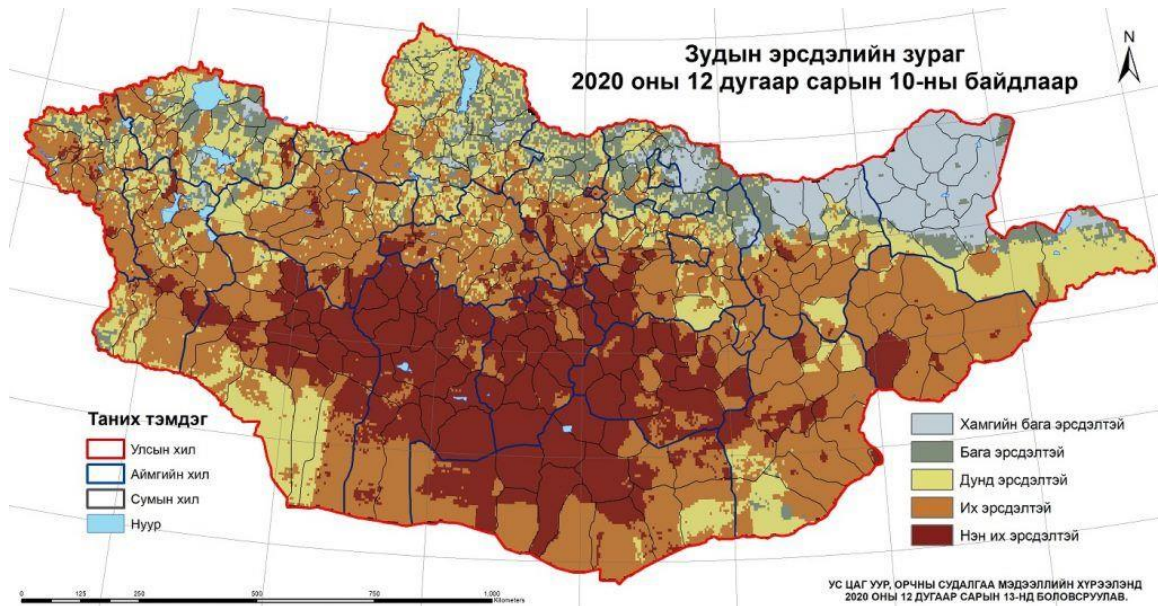 Зудын эрсдэлийн зураг
2020 оны 12 дугаар сарын 10-ны байдлаар
N
Таних тэмдэг
Улсын хил
Аймгийн хил
Сумын хил
Нуур
Хамгийн бага эрсдэлтэй
Бага эрсдэлтэй
Дунд эрсдэлтэй
Их эрсдэлтэй
Нэн их эрсдэлтэй
0 125 250 500 750 1,000
Kilometers
УС ЦАГ УУР, ОРЧНЫ СУДАЛГАА МЭДЭЭЛЛИЙН ХҮРЭЭЛЭНД
2020 ОНЫ 12 ДУГААР САРЫН 13-НД БОЛОВСРУУЛАВ.